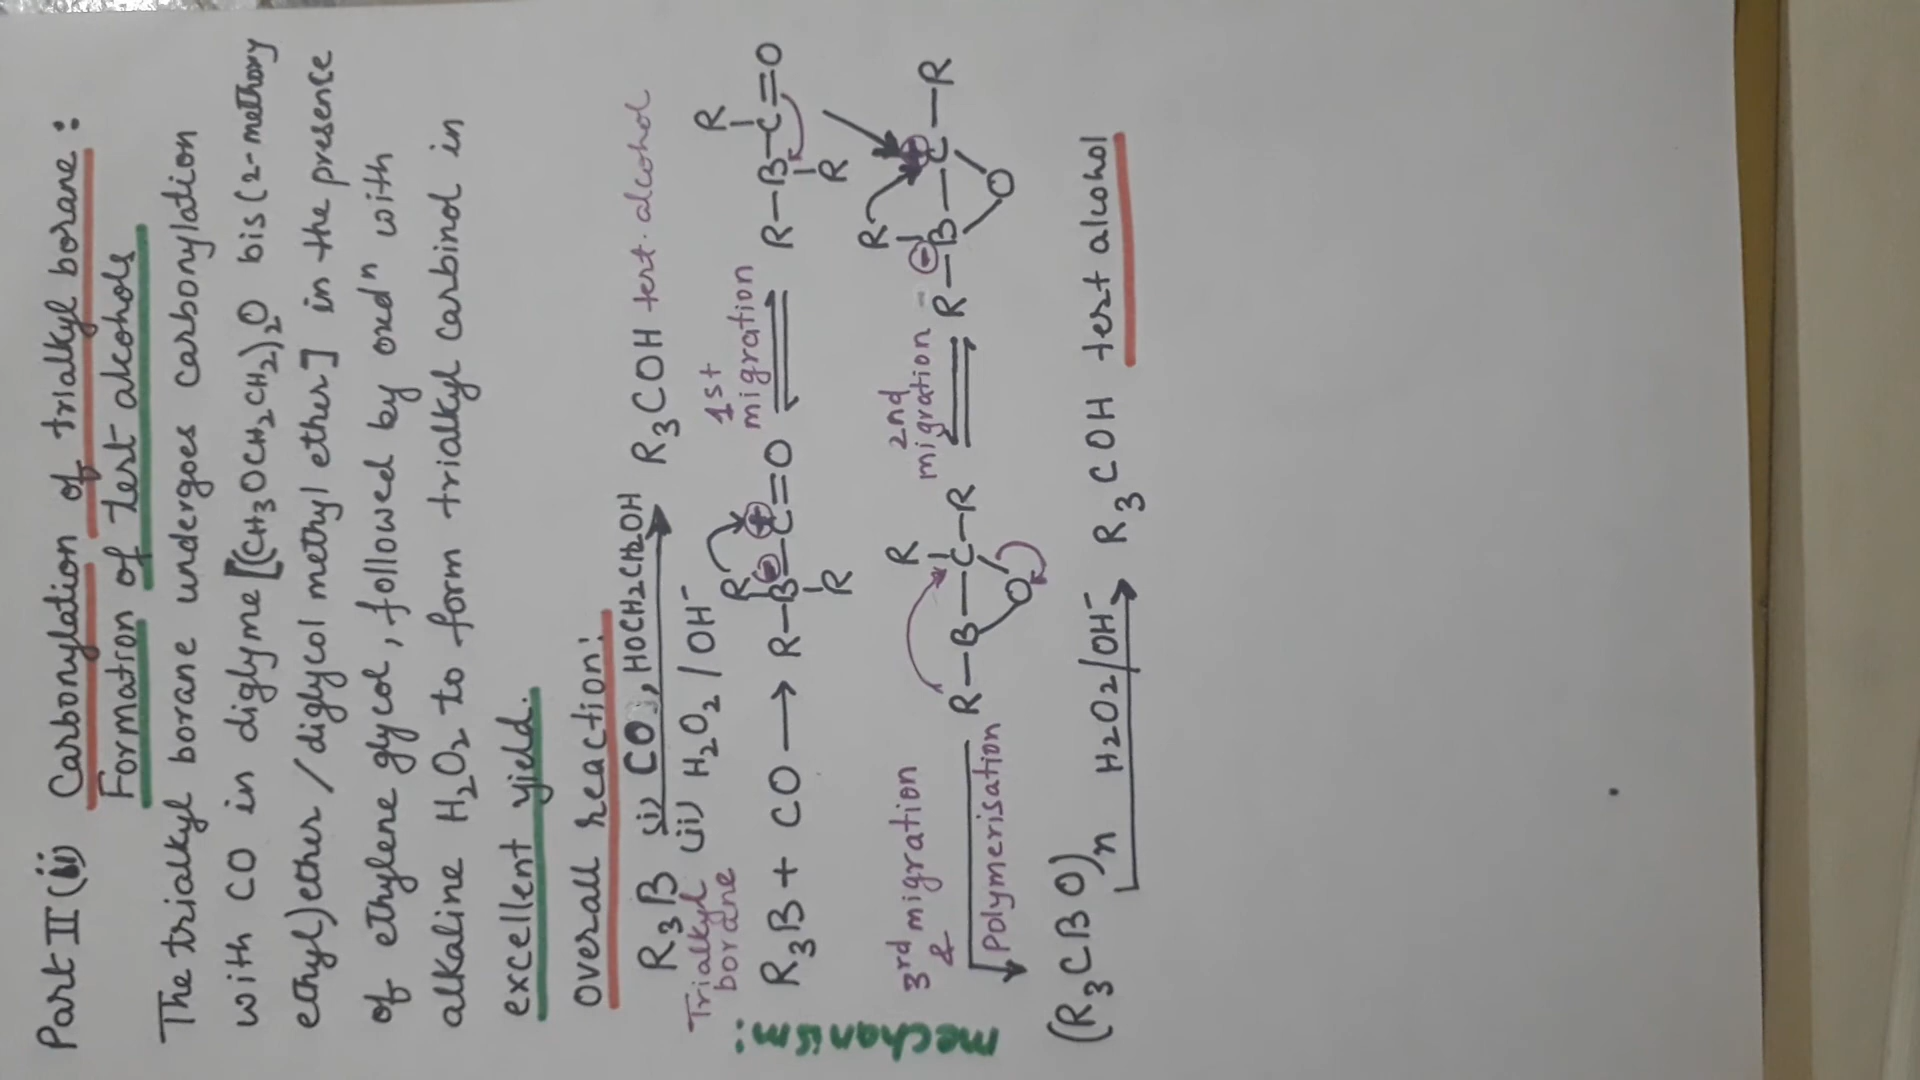 Part II (ii) Carbonylation of trialkyl borane:
Formation of tert alcohols
The trialkyl borane undergoes carbonylation
with CO in diglyme [(CH3OCH2CH2)2O bis(2-methoxy
ethyl)ether/diglycol methyl ether] in the presence
of ethylene glycol, followed by oxdⁿ with
alkaline H2O2 to form trialkyl carbinol in
excellent yield.
overall reaction:
R3B (i) CO, HOCH2CH2OH R3COH tert. alcohol
Trialkyl borane (ii) H2O2/OH⁻
mechanism:
R3B + CO → R–B⊖(R)(R)–C⊕=O 1st migration ⇌ R–B(R)–C(R)=O
3rd migration & Polymerisation R–B–C(R)–R O 2nd migration ⇌ R–B⊖(R)–C⊕–R O
(R3CBO)n H2O2/OH⁻ → R3COH tert alcohol